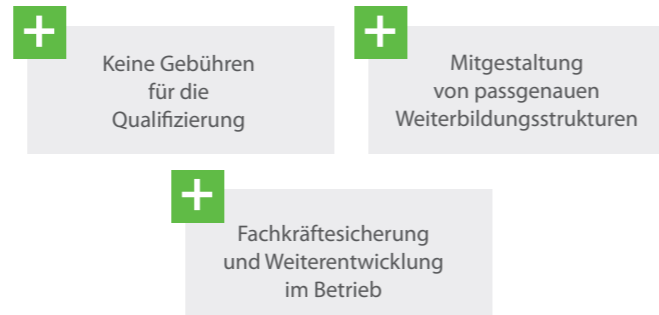 Keine Gebühren
für die
Qualifizierung
Mitgestaltung
von passgenauen
Weiterbildungsstrukturen
Fachkräftesicherung
und Weiterentwicklung
im Betrieb